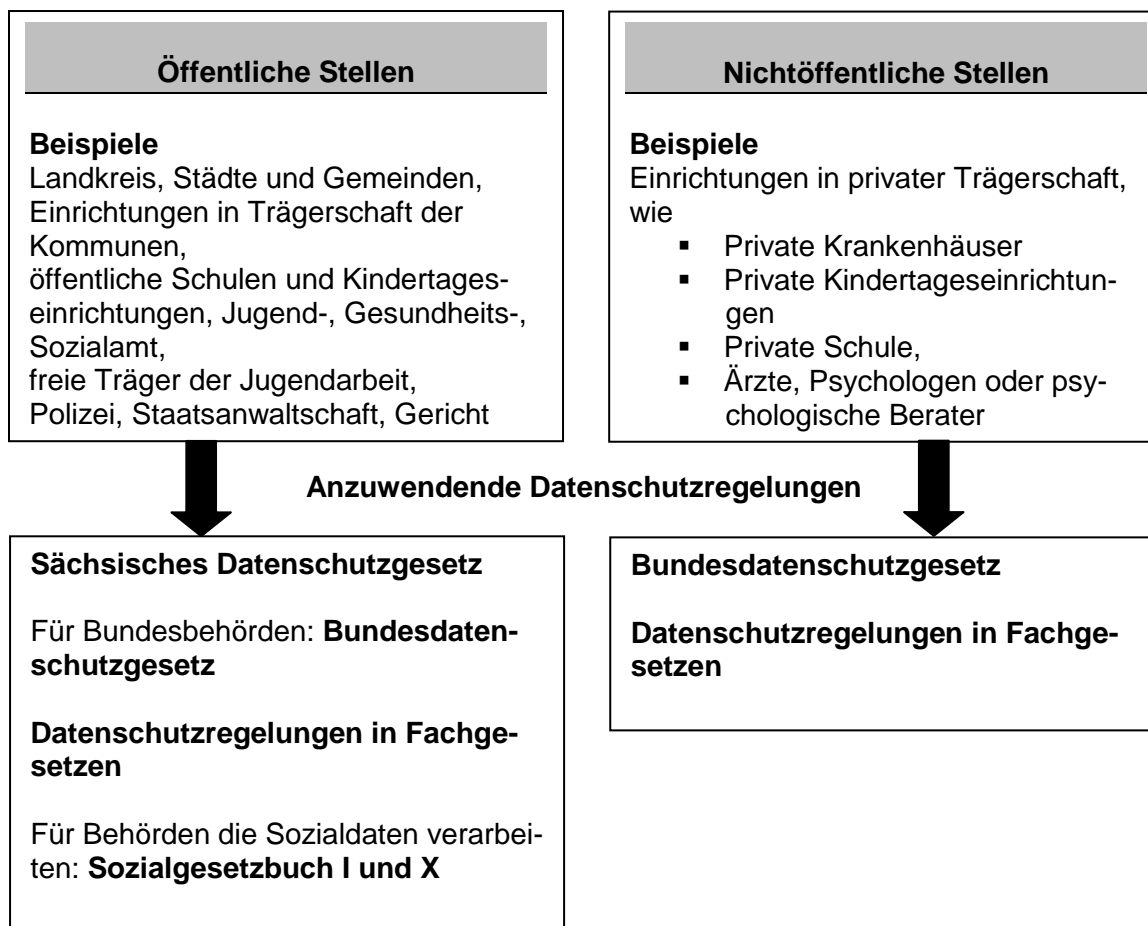 Öffentliche Stellen
Beispiele
Landkreis, Städte und Gemeinden,
Einrichtungen in Trägerschaft der
Kommunen,
öffentliche Schulen und Kindertages-
einrichtungen, Jugend-, Gesundheits-,
Sozialamt,
freie Träger der Jugendarbeit,
Polizei, Staatsanwaltschaft, Gericht
Nichtöffentliche Stellen
Beispiele
Einrichtungen in privater Trägerschaft,
wie
▪ Private Krankenhäuser
▪ Private Kindertageseinrichtun-
gen
▪ Private Schule,
▪ Ärzte, Psychologen oder psy-
chologische Berater
Anzuwendende Datenschutzregelungen
Sächsisches Datenschutzgesetz
Für Bundesbehörden: Bundesdaten-
schutzgesetz
Datenschutzregelungen in Fachge-
setzen
Für Behörden die Sozialdaten verarbei-
ten: Sozialgesetzbuch I und X
Bundesdatenschutzgesetz
Datenschutzregelungen in Fachge-
setzen